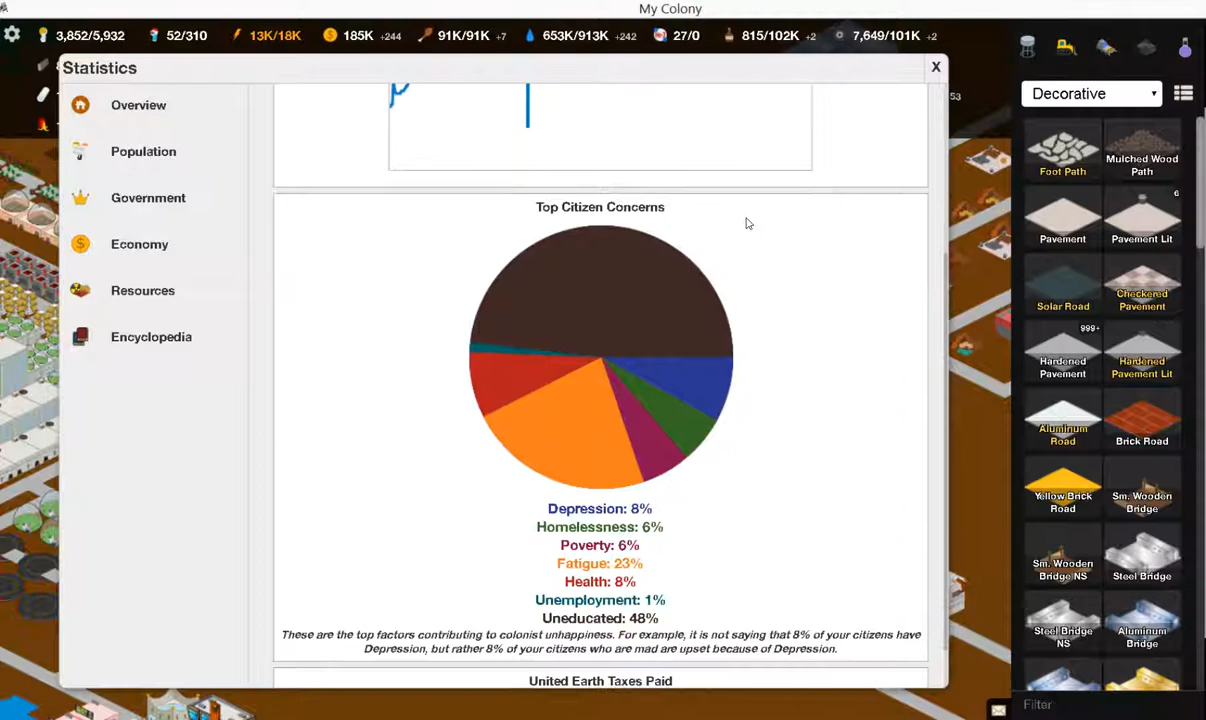 My Colony
3,852/5,932 52/310 13K/18K 185K +244 91K/91K +7 653K/913K +242 27/0 815/102K +2 7,649/101K +2
Statistics X
53
Overview
Population
Government
Economy
Resources
Encyclopedia
Top Citizen Concerns
Depression: 8%
Homelessness: 6%
Poverty: 6%
Fatigue: 23%
Health: 8%
Unemployment: 1%
Uneducated: 48%
These are the top factors contributing to colonist unhappiness. For example, it is not saying that 8% of your citizens have
Depression, but rather 8% of your citizens who are mad are upset because of Depression.
United Earth Taxes Paid
Decorative
Foot Path
Mulched Wood
Path
6
Pavement
Pavement Lit
Solar Road
Checkered
Pavement
999+
Hardened
Pavement
Hardened
Pavement Lit
Aluminum
Road
Brick Road
Yellow Brick
Road
Sm. Wooden
Bridge
Sm. Wooden
Bridge NS
Steel Bridge
Steel Bridge
NS
Aluminum
Bridge
Filter